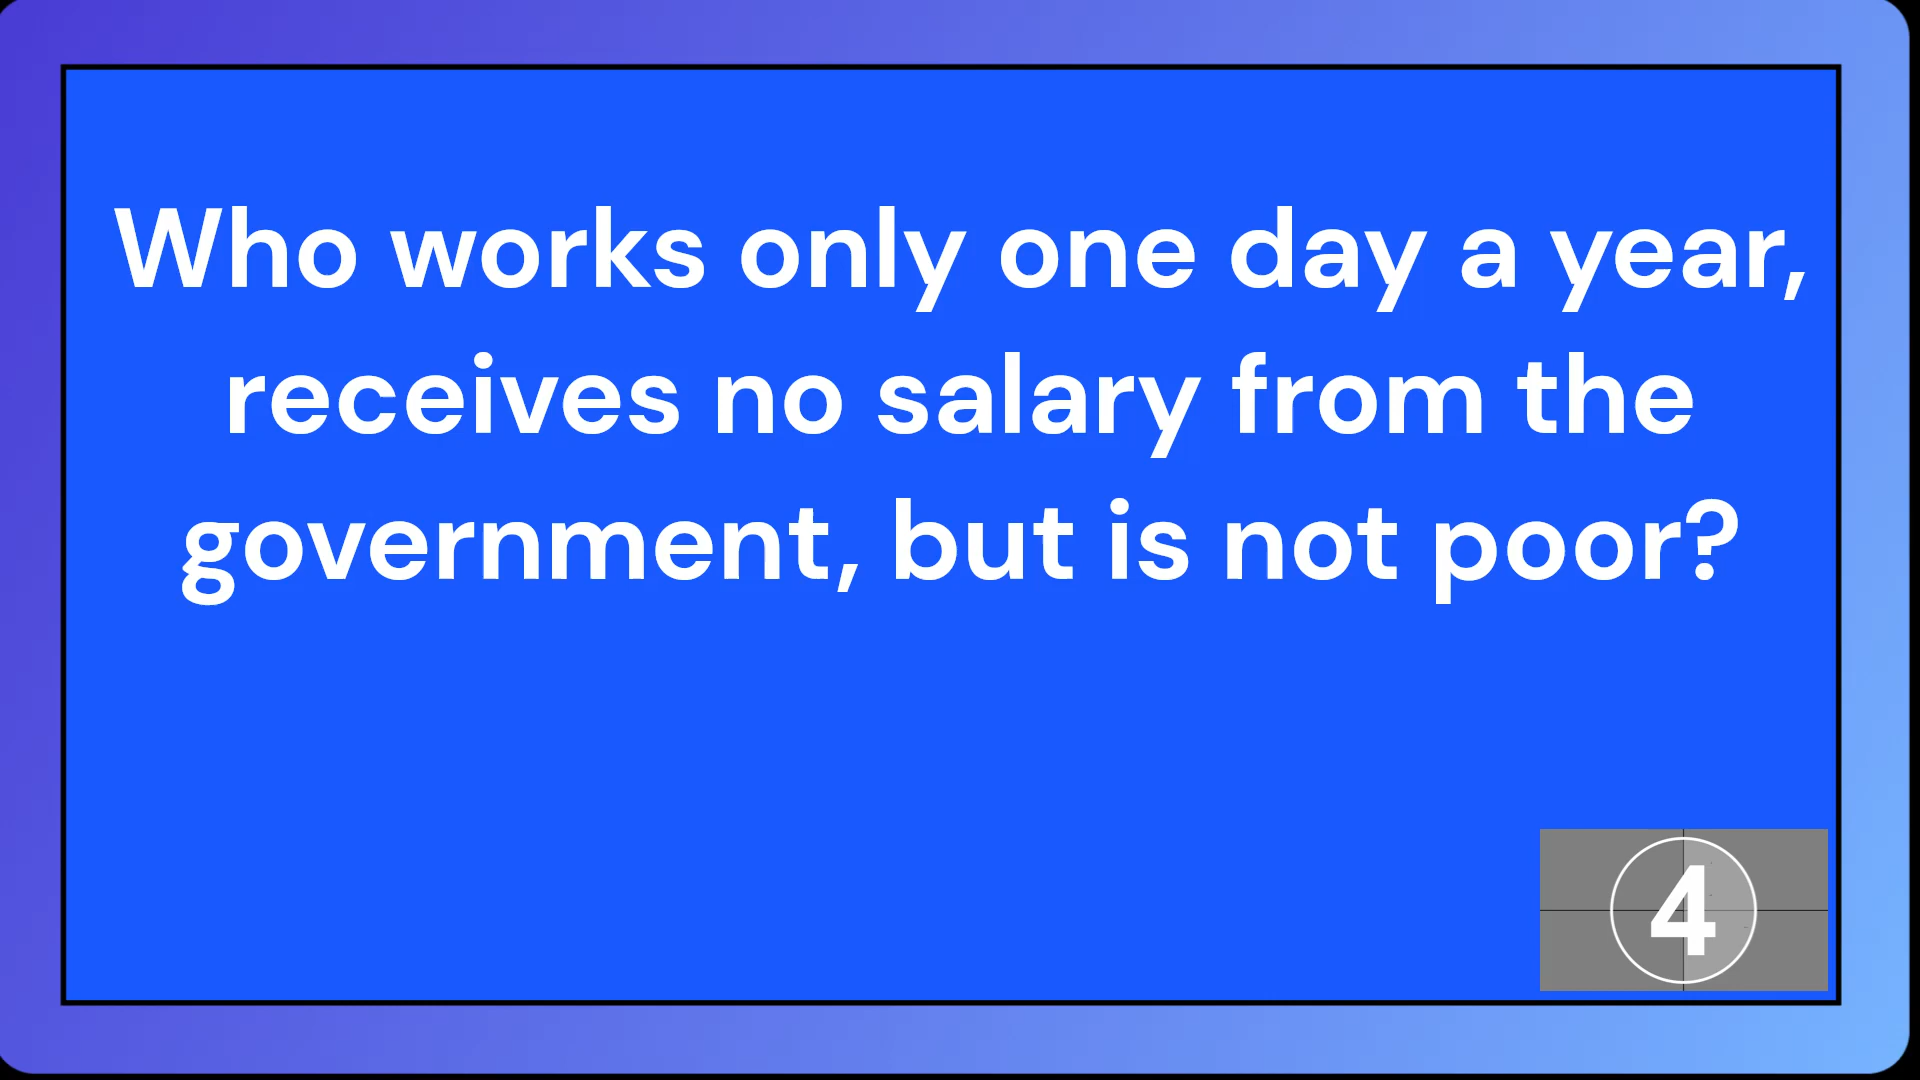 Who works only one day a year,
receives no salary from the
government, but is not poor?
4